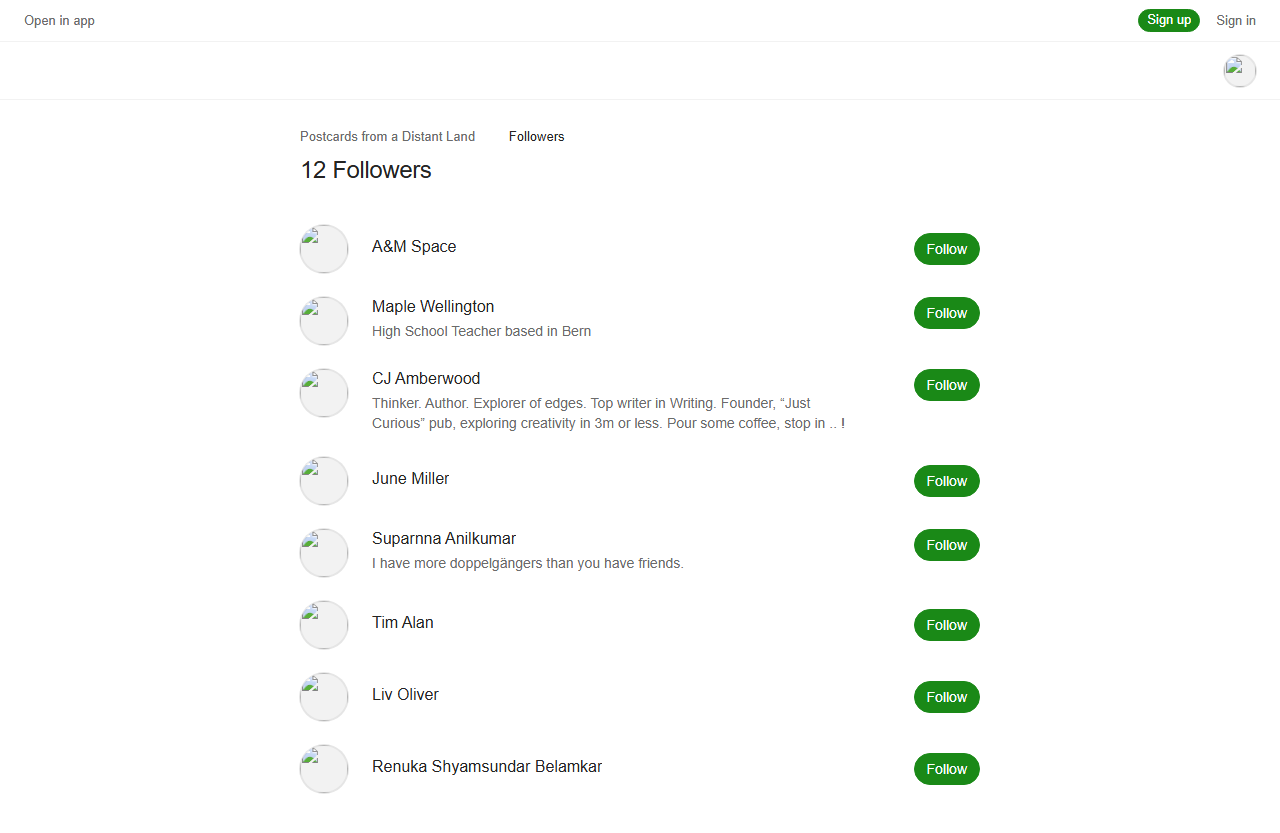 Open in app
Sign up
Sign in
Postcards from a Distant Land
Followers
12 Followers
A&M Space
Follow
Maple Wellington
High School Teacher based in Bern
Follow
CJ Amberwood
Thinker. Author. Explorer of edges. Top writer in Writing. Founder, “Just
Curious” pub, exploring creativity in 3m or less. Pour some coffee, stop in .. !
Follow
June Miller
Follow
Suparnna Anilkumar
I have more doppelgängers than you have friends.
Follow
Tim Alan
Follow
Liv Oliver
Follow
Renuka Shyamsundar Belamkar
Follow